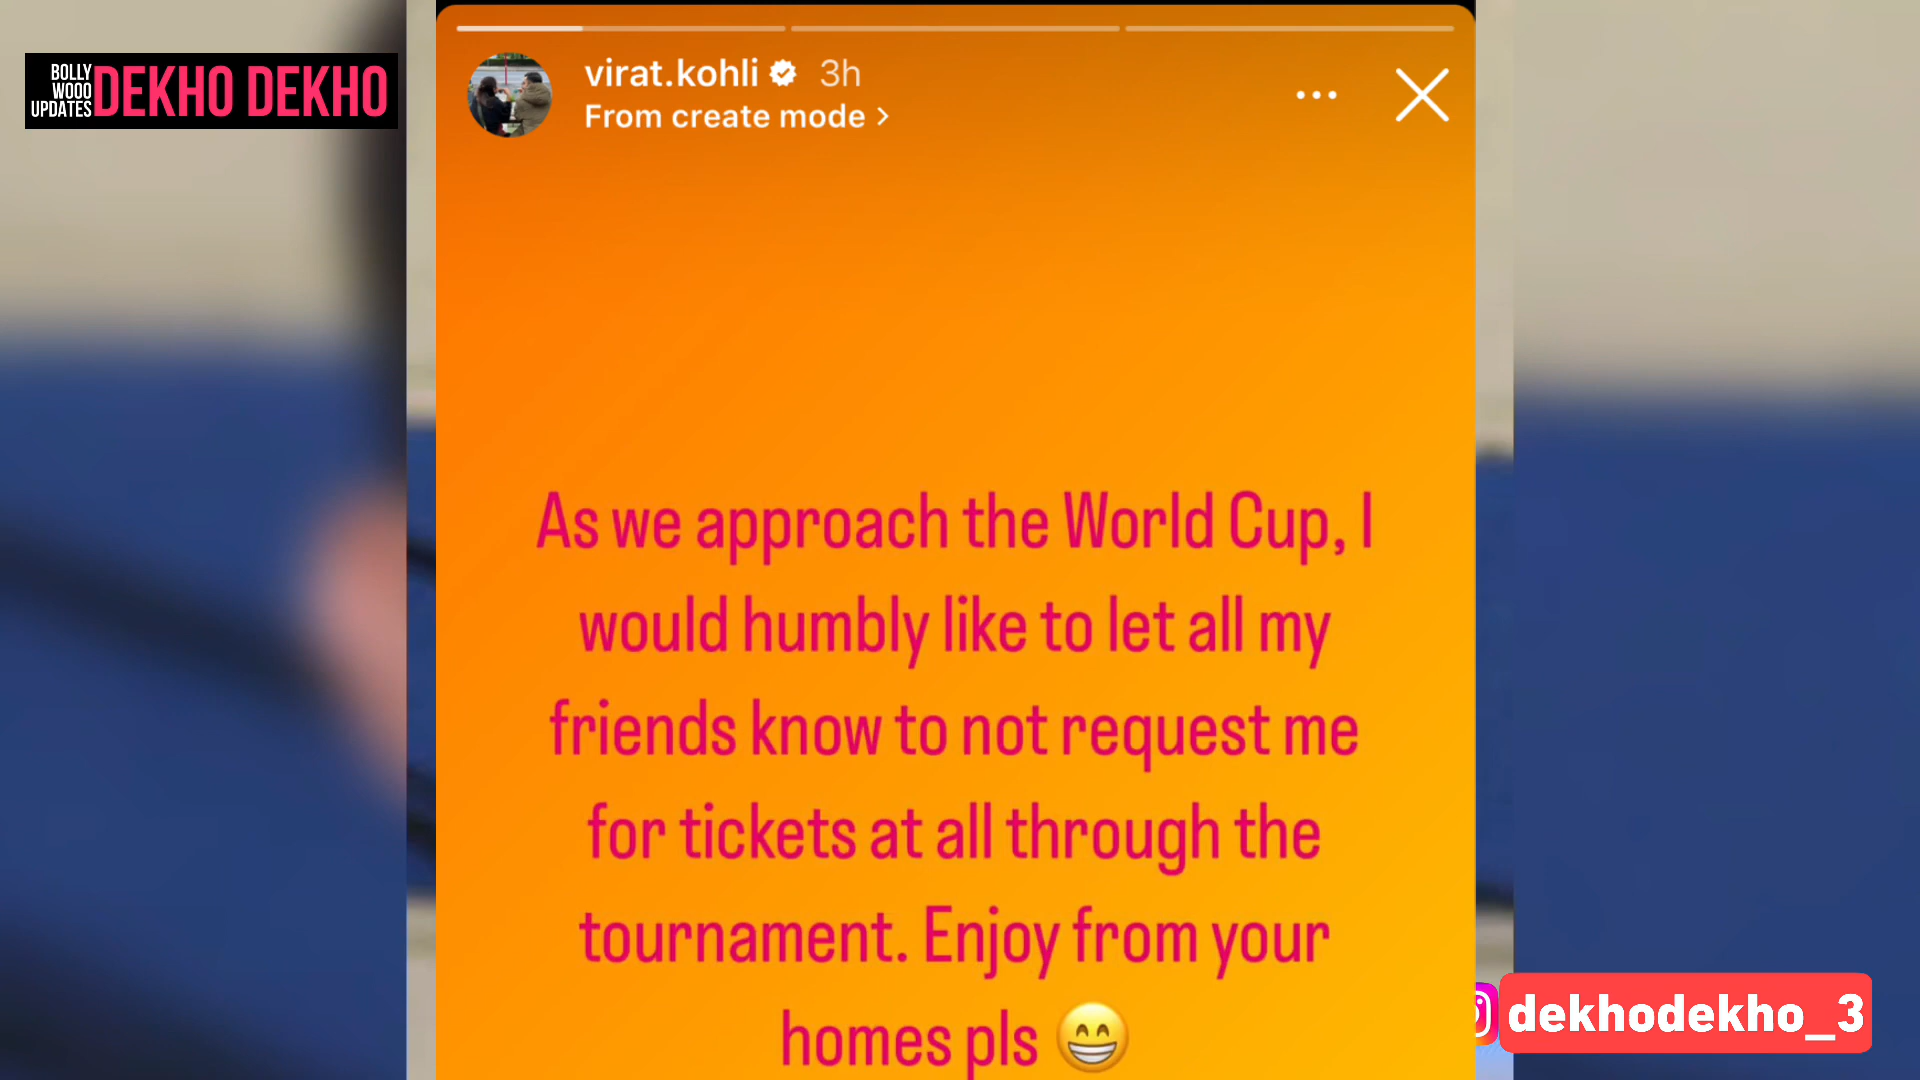 BOLLY
WOOO
UPDATES
DEKHO DEKHO
virat.kohli 3h
From create mode >
As we approach the World Cup, I
would humbly like to let all my
friends know to not request me
for tickets at all through the
tournament. Enjoy from your
homes pls 😁
dekhodekho_3